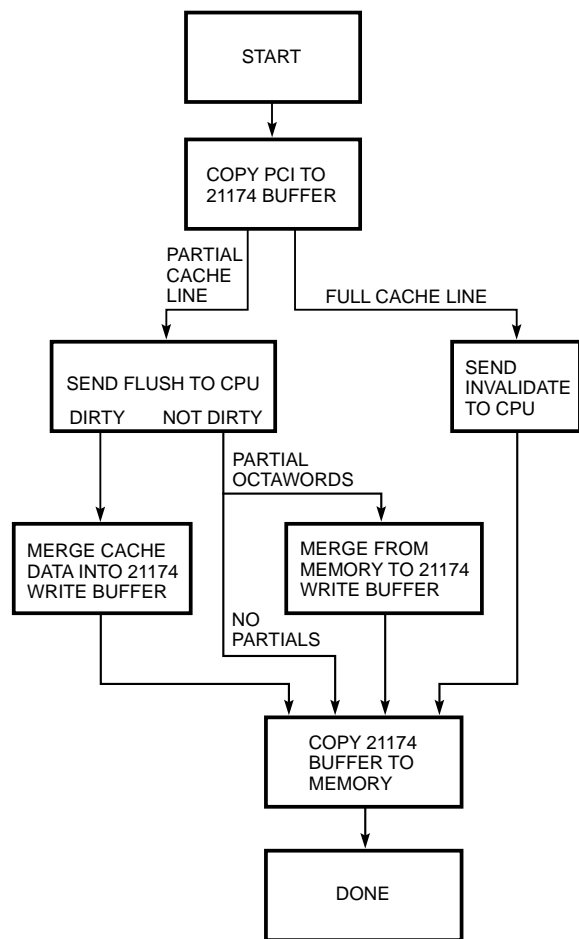 START
COPY PCI TO
21174 BUFFER
PARTIAL
CACHE
LINE
FULL CACHE LINE
SEND FLUSH TO CPU
DIRTY
NOT DIRTY
SEND
INVALIDATE
TO CPU
PARTIAL
OCTAWORDS
MERGE CACHE
DATA INTO 21174
WRITE BUFFER
MERGE FROM
MEMORY TO 21174
WRITE BUFFER
NO
PARTIALS
COPY 21174
BUFFER TO
MEMORY
DONE